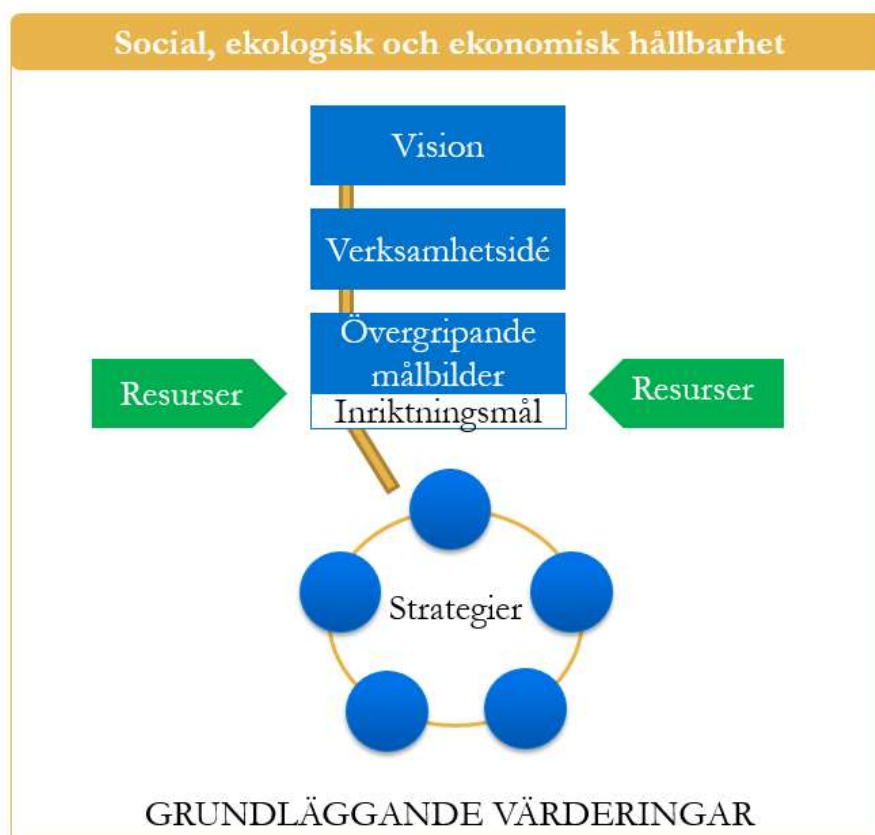 Social, ekologisk och ekonomisk hållbarhet
Vision
Verksamhetsidé
Övergripande
målbilder
Inriktningsmål
Resurser
Resurser
Strategier
GRUNDLÄGGANDE VÄRDERINGAR